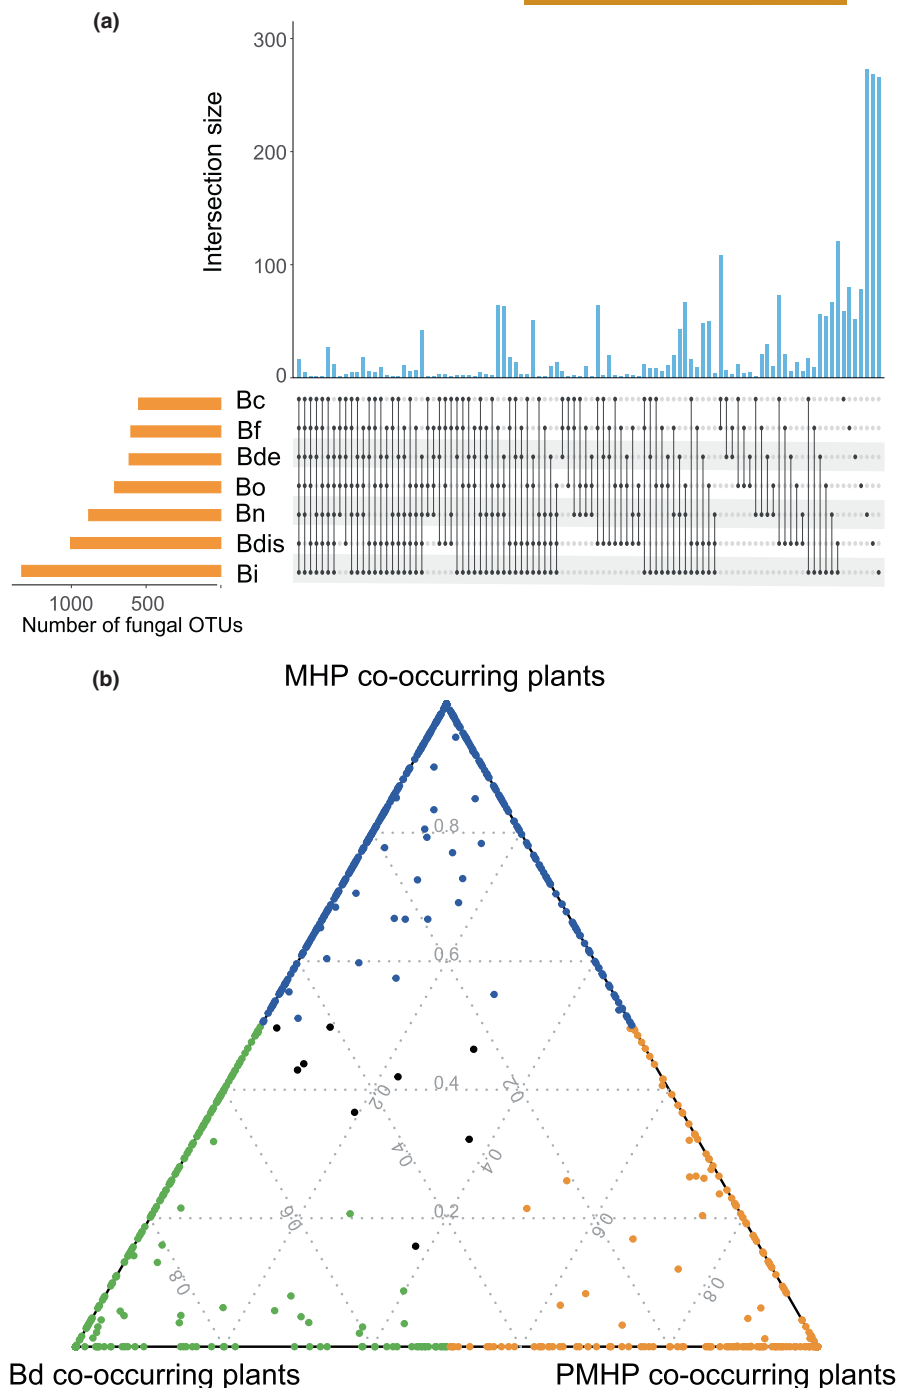 (a)
300
200
100
0
Intersection size
Bc
Bf
Bde
Bo
Bn
Bdis
Bi
1000 500
Number of fungal OTUs
(b)
MHP co-occurring plants
0.8
0.6
0.4
0.2 0.2
0.4 0.4
0.2
0.6 0.6
0.8 0.8
Bd co-occurring plants PMHP co-occurring plants